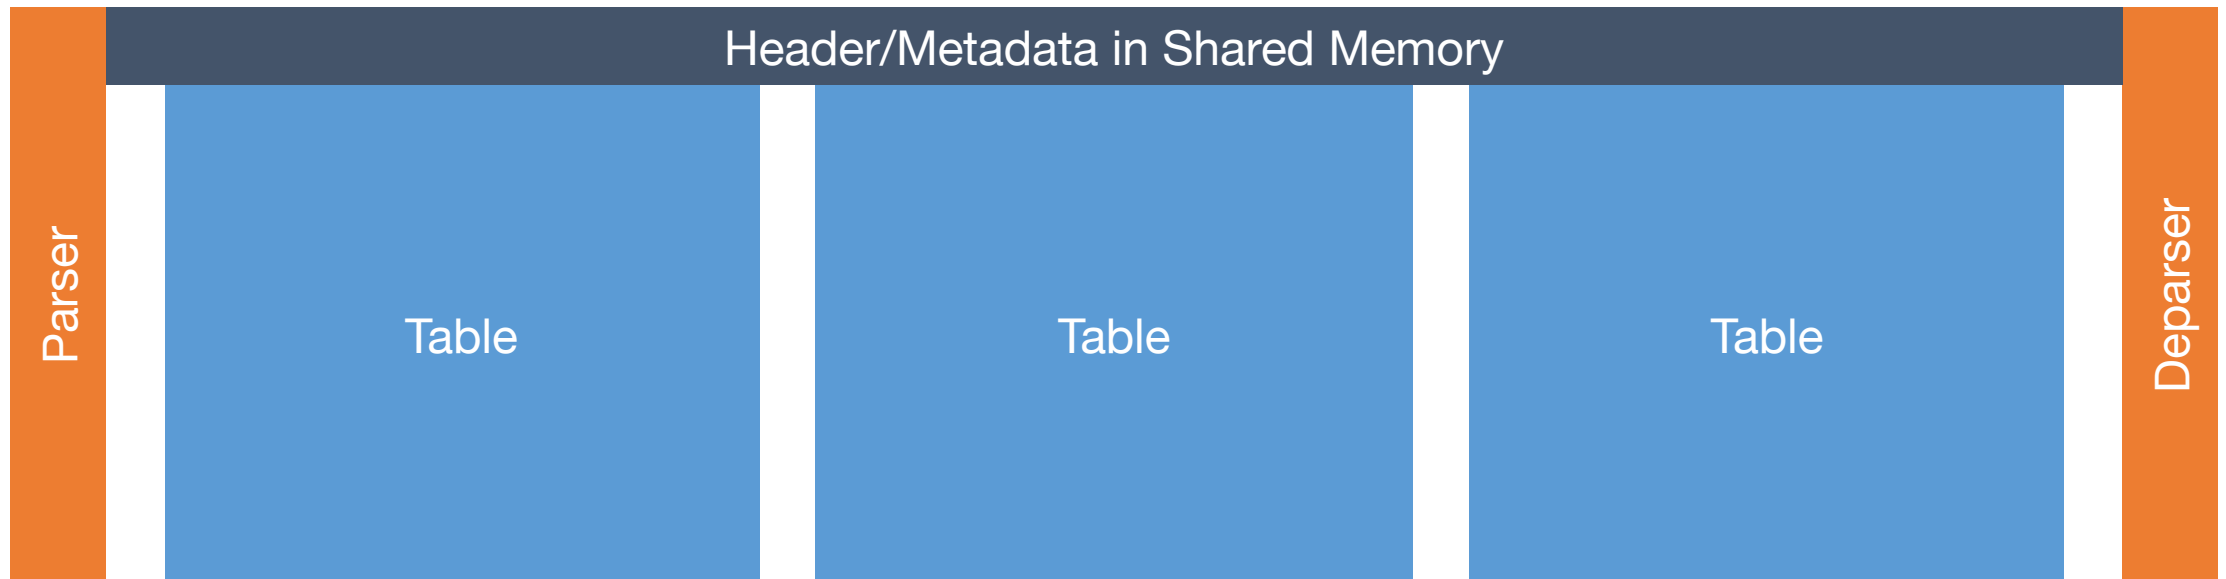 Header/Metadata in Shared Memory
Parser
Table
Table
Table
Deparser